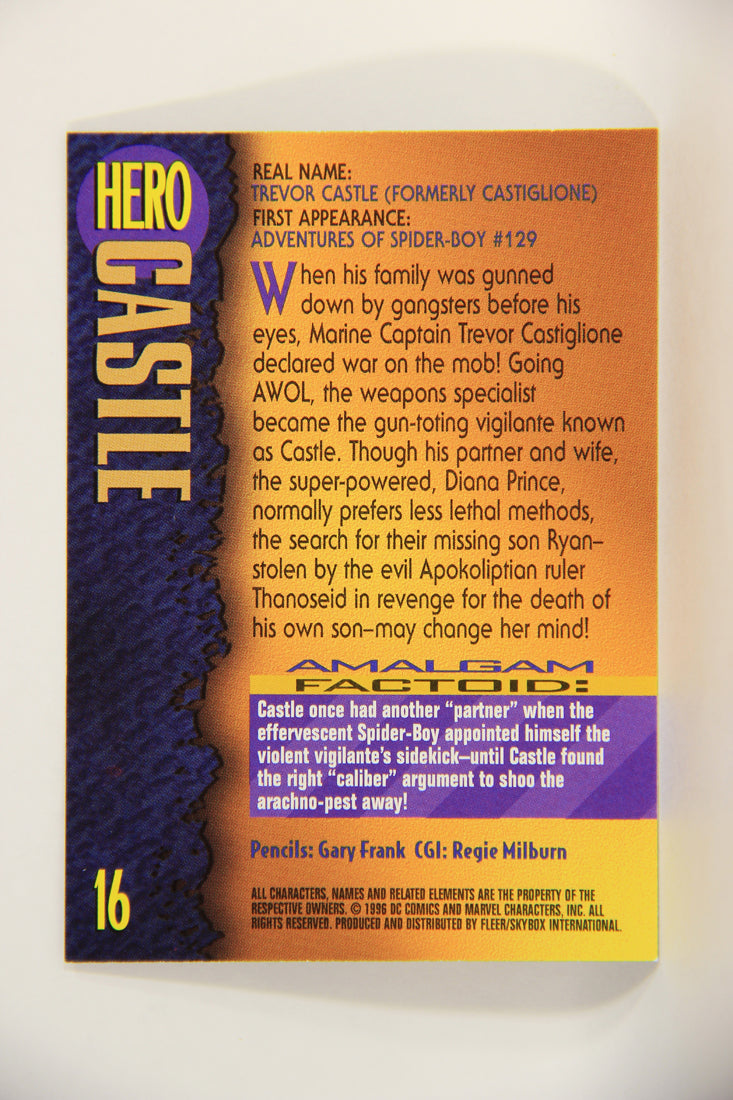 HERO
CASTLE
REAL NAME:
TREVOR CASTLE (FORMERLY CASTIGLIONE)
FIRST APPEARANCE:
ADVENTURES OF SPIDER-BOY #129
When his family was gunned
down by gangsters before his
eyes, Marine Captain Trevor Castiglione
declared war on the mob! Going
AWOL, the weapons specialist
became the gun-toting vigilante known
as Castle. Though his partner and wife,
the super-powered, Diana Prince,
normally prefers less lethal methods,
the search for their missing son Ryan–
stolen by the evil Apokoliptian ruler
Thanoseid in revenge for the death of
his own son–may change her mind!
AMALGAM
FACTOID:
Castle once had another “partner” when the
effervescent Spider-Boy appointed himself the
violent vigilante's sidekick–until Castle found
the right “caliber” argument to shoo the
arachno-pest away!
Pencils: Gary Frank CGI: Regie Milburn
ALL CHARACTERS, NAMES AND RELATED ELEMENTS ARE THE PROPERTY OF THE
RESPECTIVE OWNERS. © 1996 DC COMICS AND MARVEL CHARACTERS, INC. ALL
RIGHTS RESERVED. PRODUCED AND DISTRIBUTED BY FLEER/SKYBOX INTERNATIONAL.
16